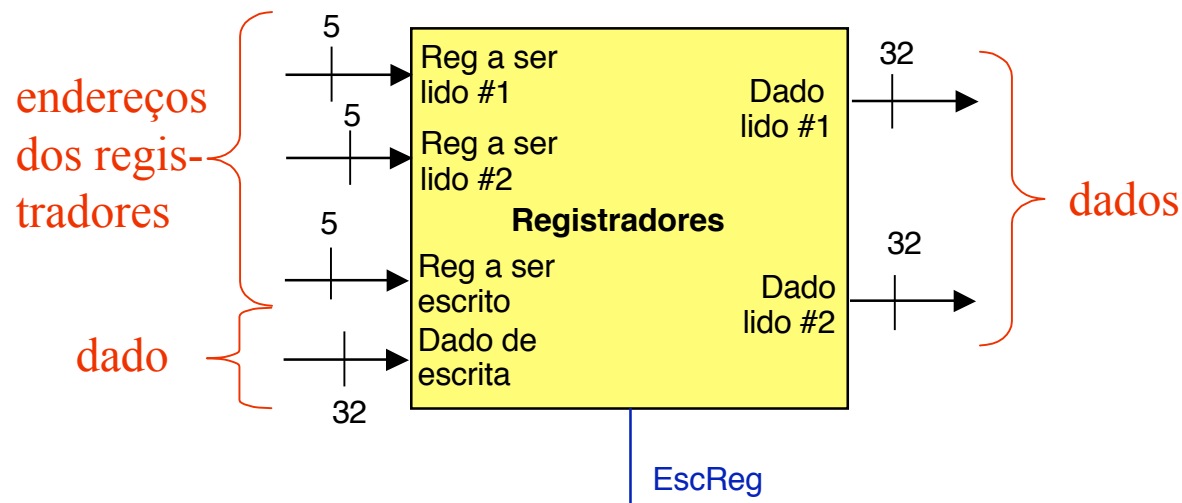 endereços
dos regis-
tradores
dado
5
5
5
32
Reg a ser
lido #1
Reg a ser
lido #2
Registradores
Reg a ser
escrito
Dado de
escrita
Dado
lido #1
Dado
lido #2
32
32
dados
EscReg